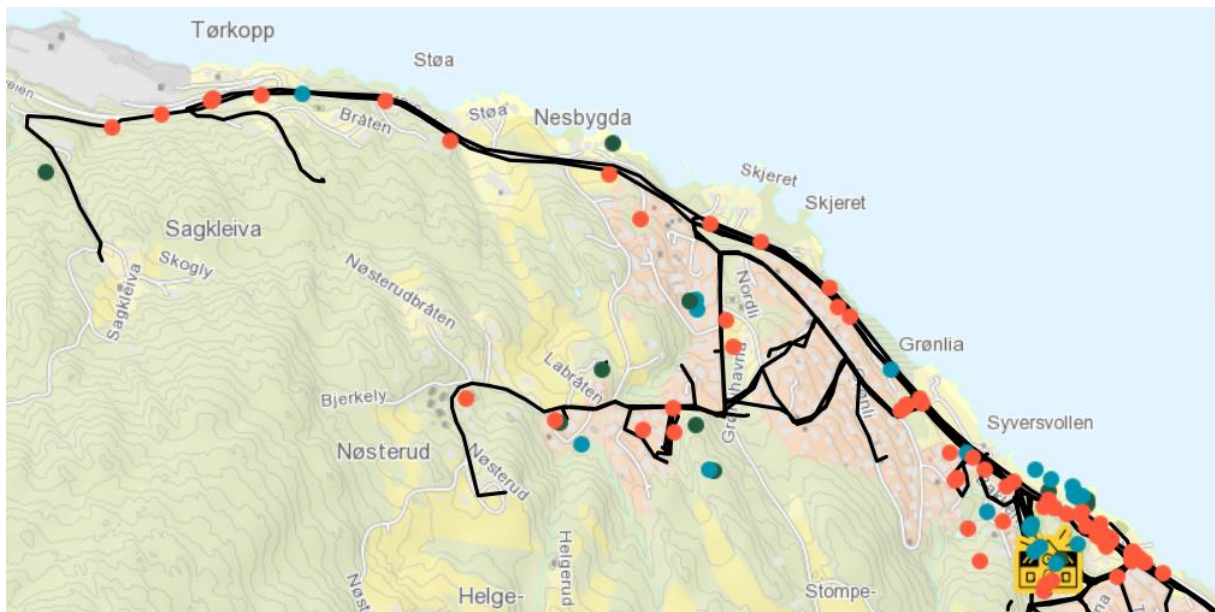 Tørkopp
Støa
eien
Støa
Bråten
Nesbygda
Skjeret
Skjeret
Sagkleiva
Skogly
Sagkleiva
Nøsterudbråten
Nordli
Grønlia
Labråten
Bjerkely
Syversvollen
Nøsterud
Nøsterud
Helgerud
Helge-
Stompe-